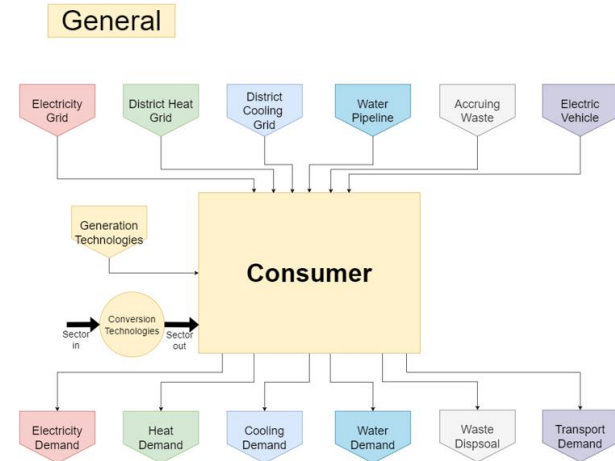 General
Electricity
Grid
District Heat
Grid
District
Cooling
Grid
Water
Pipeline
Accruing
Waste
Electric
Vehicle
Generation
Technologies
Consumer
Conversion
Technologies
Sector
in
Sector
out
Electricity
Demand
Heat
Demand
Cooling
Demand
Water
Demand
Waste
Dispsoal
Transport
Demand